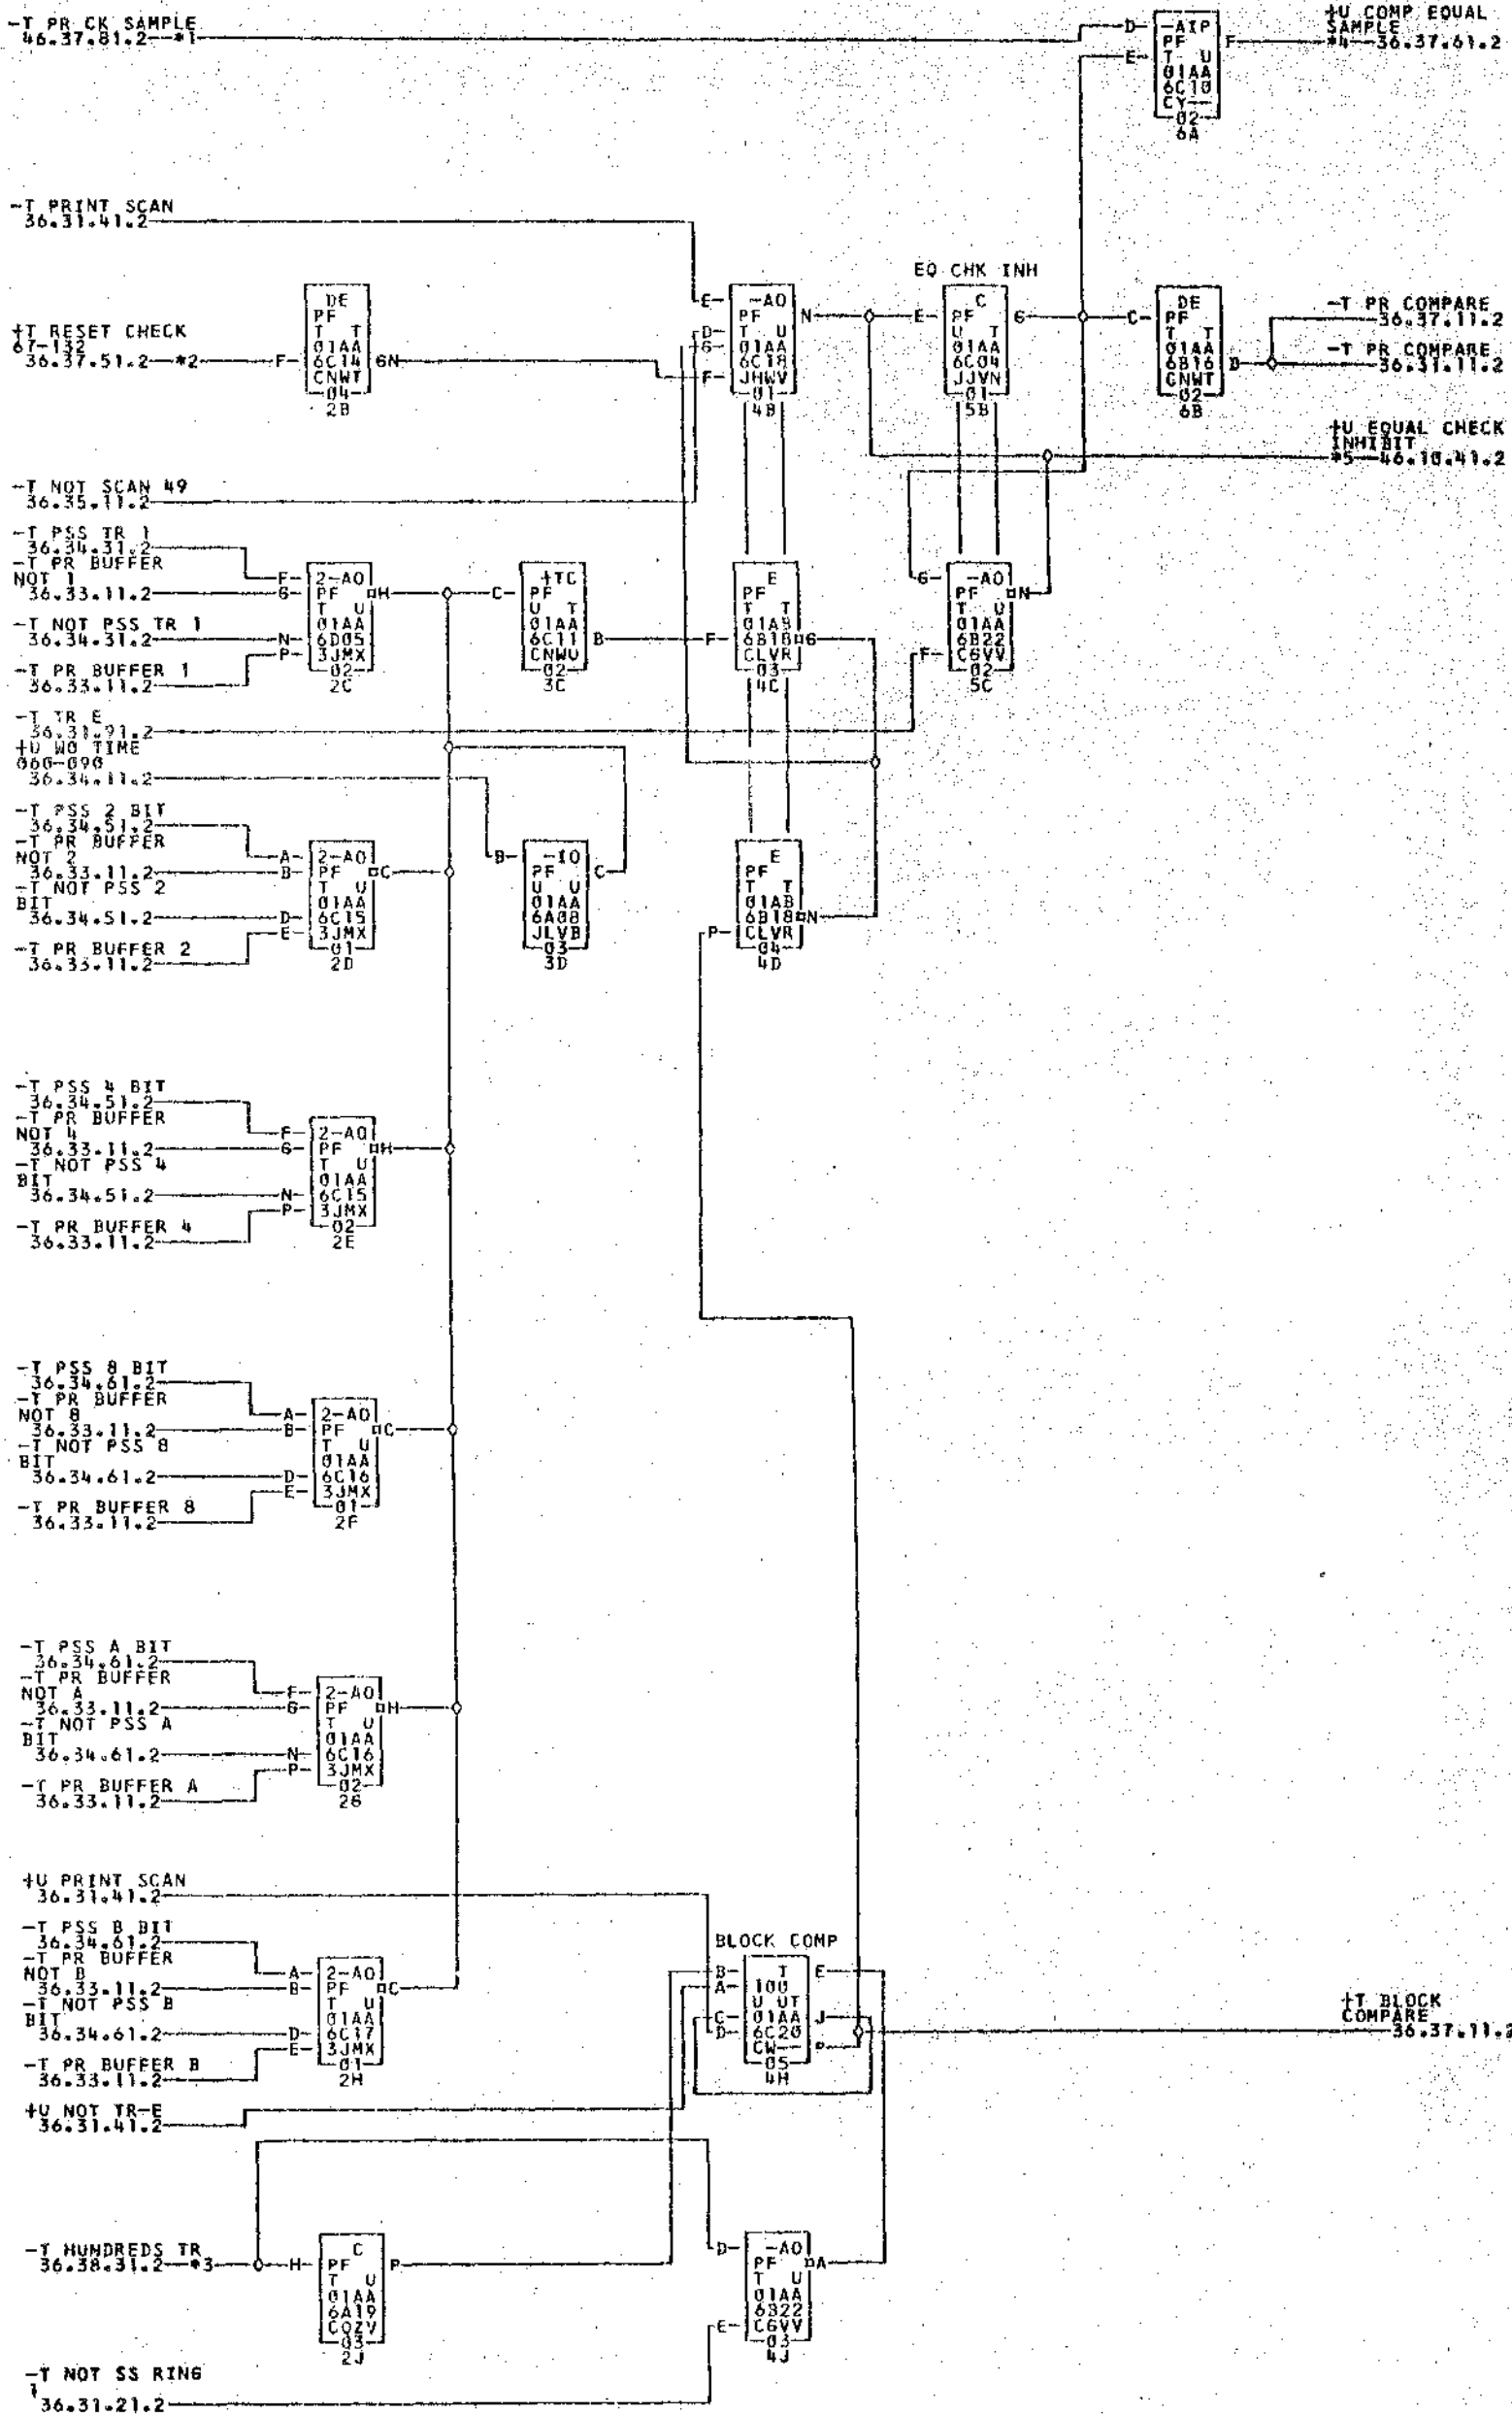 -T PR CK SAMPLE
46.37.81.2—*1
D -AIP
PF F
E T U
01AA
6C10
CY--
02
6A
+U COMP EQUAL
SAMPLE
*4—36.37.61.2
-T PRINT SCAN
36.31.41.2
+T RESET CHECK
67-132
36.37.51.2—*2
DE
PF
T T
01AA
F 6C14 GN
CNWT
04
2B
E -AO
PF N
D T U
G 01AA
6C18
F JHWV
01
4B
EQ CHK INH
C
E PF G
U T
01AA
6C04
JJVN
01
5B
DE
C PF
T T
01AA
6B16 D
CNWT
02
6B
-T PR COMPARE
36.37.11.2
-T PR COMPARE
36.31.11.2
+U EQUAL CHECK
INHIBIT
*5—46.10.41.2
-T NOT SCAN 49
36.35.11.2
-T PSS TR 1
36.34.31.2
-T PR BUFFER
NOT 1
36.33.11.2
-T NOT PSS TR 1
36.34.31.2
-T PR BUFFER 1
36.33.11.2
F 2-AO
G PF H
T U
01AA
N 6D05
P 3JMX
02
2C
+TC
C PF
U T
01AA
6C11 B
CNWU
02
3C
E
PF
T T
01AB
F 6B18 G
CLVR
03
4C
G -AO
PF N
T U
01AA
6B22
F CGVV
02
5C
-T TR E
36.31.91.2
+U WO TIME
060-090
36.34.11.2
-T PSS 2 BIT
36.34.51.2
-T PR BUFFER
NOT 2
36.33.11.2
-T NOT PSS 2
BIT
36.34.51.2
-T PR BUFFER 2
36.33.11.2
A 2-AO
B PF C
T U
01AA
D 6C15
E 3JMX
01
2D
B -IO
PF C
U U
01AA
6A08
JLVB
03
3D
E
PF
T T
01AB
6B18 N
P CLVR
04
4D
-T PSS 4 BIT
36.34.51.2
-T PR BUFFER
NOT 4
36.33.11.2
-T NOT PSS 4
BIT
36.34.51.2
-T PR BUFFER 4
36.33.11.2
F 2-AO
G PF H
T U
01AA
N 6C15
P 3JMX
02
2E
-T PSS 8 BIT
36.34.61.2
-T PR BUFFER
NOT 8
36.33.11.2
-T NOT PSS 8
BIT
36.34.61.2
-T PR BUFFER 8
36.33.11.2
A 2-AO
B PF C
T U
01AA
D 6C16
E 3JMX
01
2F
-T PSS A BIT
36.34.61.2
-T PR BUFFER
NOT A
36.33.11.2
-T NOT PSS A
BIT
36.34.61.2
-T PR BUFFER A
36.33.11.2
F 2-AO
G PF H
T U
01AA
N 6C16
P 3JMX
02
2G
+U PRINT SCAN
36.31.41.2
-T PSS B BIT
36.34.61.2
-T PR BUFFER
NOT B
36.33.11.2
-T NOT PSS B
BIT
36.34.61.2
-T PR BUFFER B
36.33.11.2
A 2-AO
B PF C
T U
01AA
D 6C17
E 3JMX
01
2H
BLOCK COMP
B T E
A 100
U UT
C 01AA J
D 6C20
CW-- P
05
4H
+T BLOCK
COMPARE
36.37.11.2
+U NOT TR-E
36.31.41.2
-T HUNDREDS TR
36.38.31.2—*3
C
H PF P
T U
01AA
6A19
CQZV
03
2J
D -AO
PF A
T U
01AA
6B22
E CGVV
03
4J
-T NOT SS RING
1
36.31.21.2